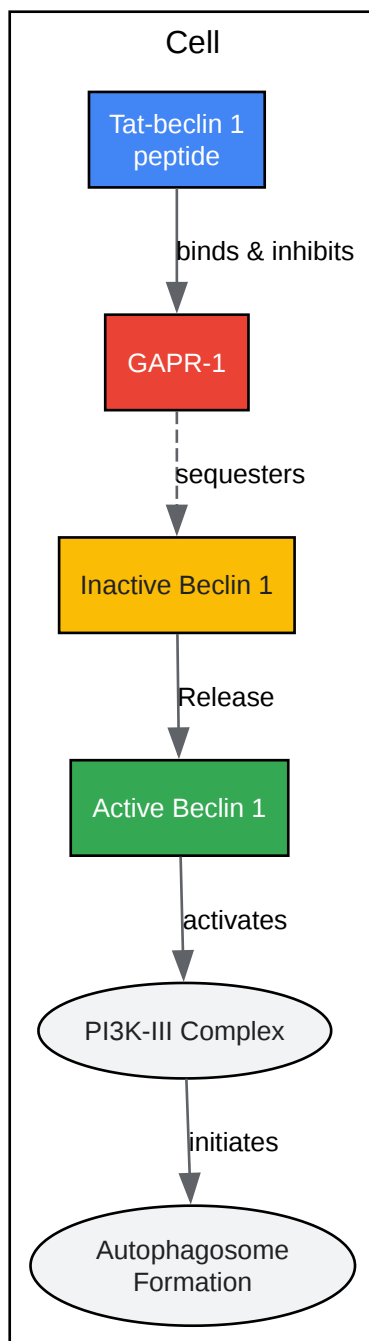 Cell
Tat-beclin 1
peptide
binds & inhibits
GAPR-1
sequesters
Inactive Beclin 1
Release
Active Beclin 1
activates
PI3K-III Complex
initiates
Autophagosome
Formation